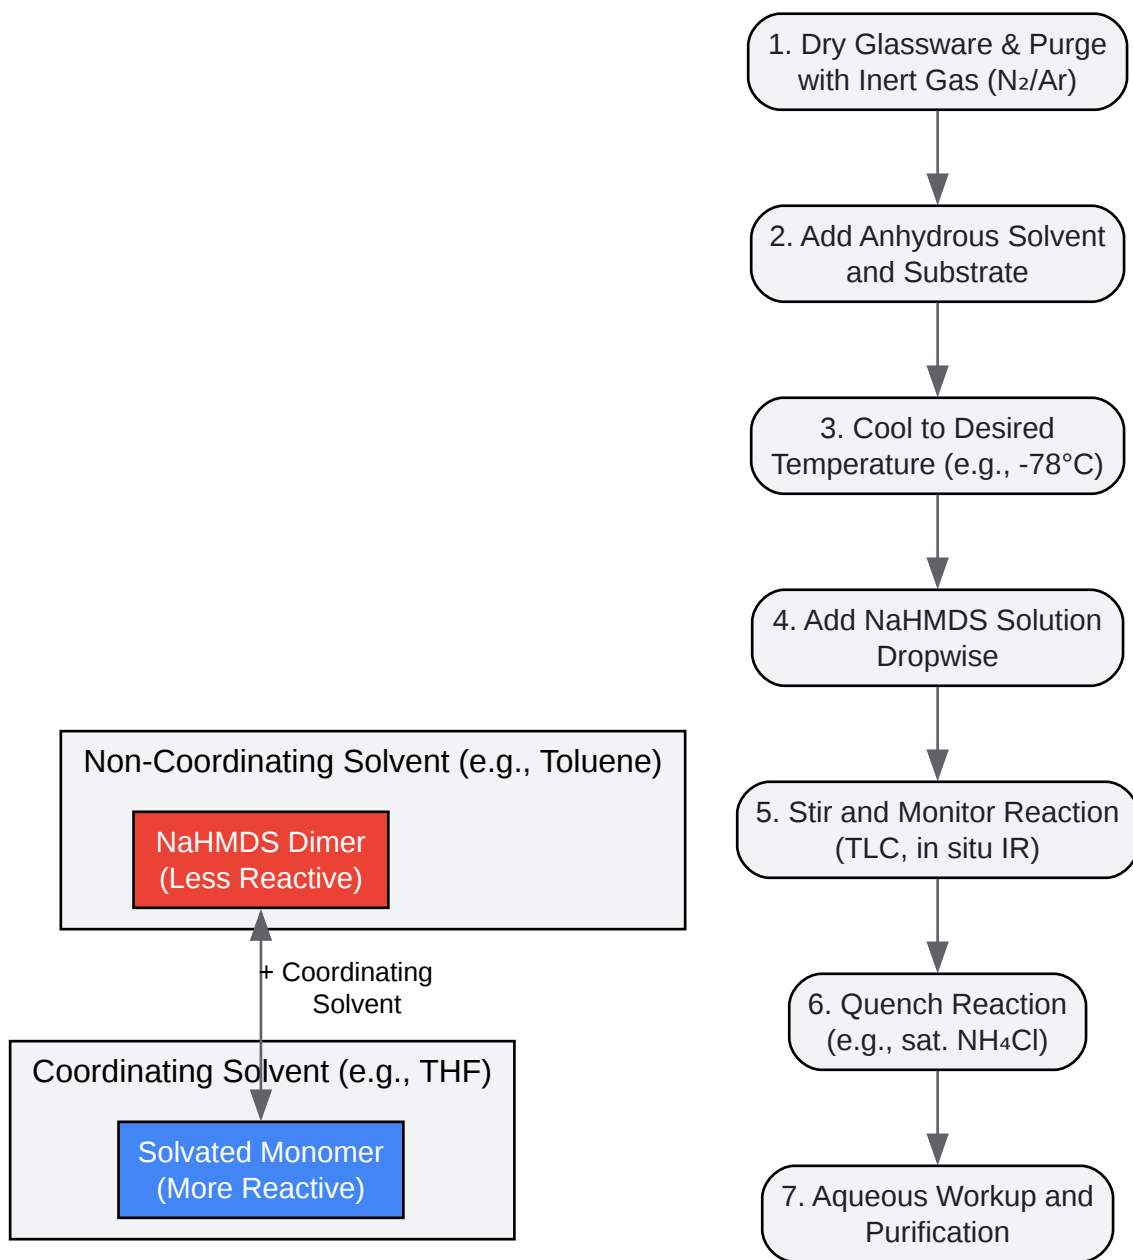 1. Dry Glassware & Purge
with Inert Gas (N₂/Ar)
2. Add Anhydrous Solvent
and Substrate
3. Cool to Desired
Temperature (e.g., -78°C)
4. Add NaHMDS Solution
Dropwise
5. Stir and Monitor Reaction
(TLC, in situ IR)
6. Quench Reaction
(e.g., sat. NH₄Cl)
7. Aqueous Workup and
Purification
Non-Coordinating Solvent (e.g., Toluene)
NaHMDS Dimer
(Less Reactive)
+ Coordinating
Solvent
Coordinating Solvent (e.g., THF)
Solvated Monomer
(More Reactive)